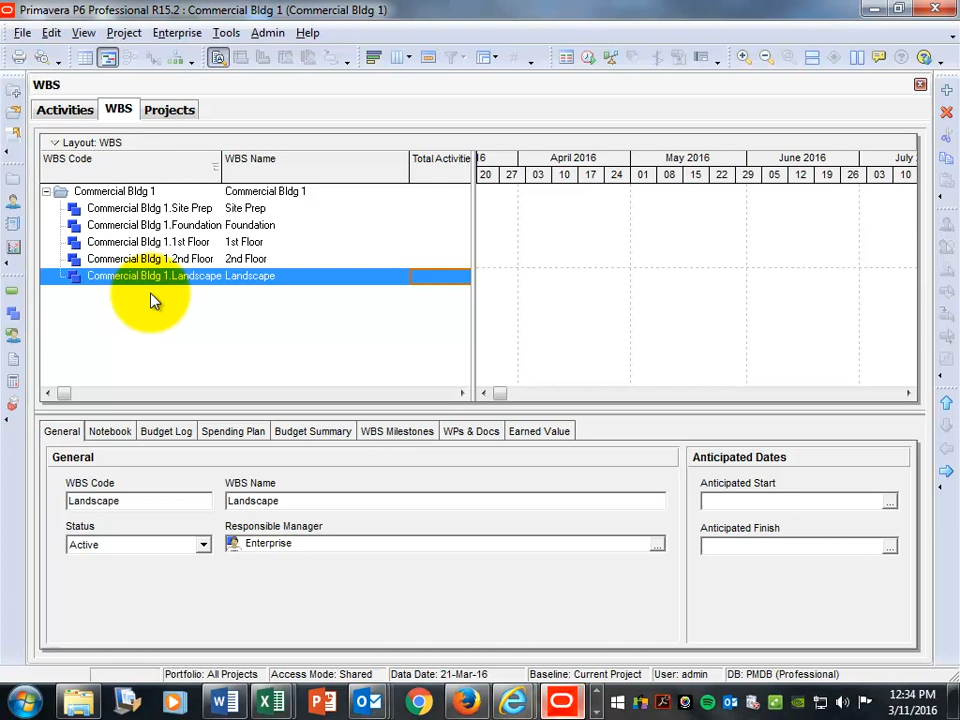 Primavera P6 Professional R15.2 : Commercial Bldg 1 (Commercial Bldg 1)
File Edit View Project Enterprise Tools Admin Help
WBS
Activities WBS Projects
Layout: WBS
WBS Code WBS Name Total Activitie
16 April 2016 May 2016 June 2016 July
20 27 03 10 17 24 01 08 15 22 29 05 12 19 26 03 10
Commercial Bldg 1 Commercial Bldg 1
Commercial Bldg 1.Site Prep Site Prep
Commercial Bldg 1.Foundation Foundation
Commercial Bldg 1.1st Floor 1st Floor
Commercial Bldg 1.2nd Floor 2nd Floor
Commercial Bldg 1.Landscape Landscape
General Notebook Budget Log Spending Plan Budget Summary WBS Milestones WPs & Docs Earned Value
General
Anticipated Dates
WBS Code WBS Name
Anticipated Start
Landscape Landscape
Status Responsible Manager
Anticipated Finish
Active Enterprise
Portfolio: All Projects Access Mode: Shared Data Date: 21-Mar-16 Baseline: Current Project User: admin DB: PMDB (Professional)
12:34 PM
3/11/2016